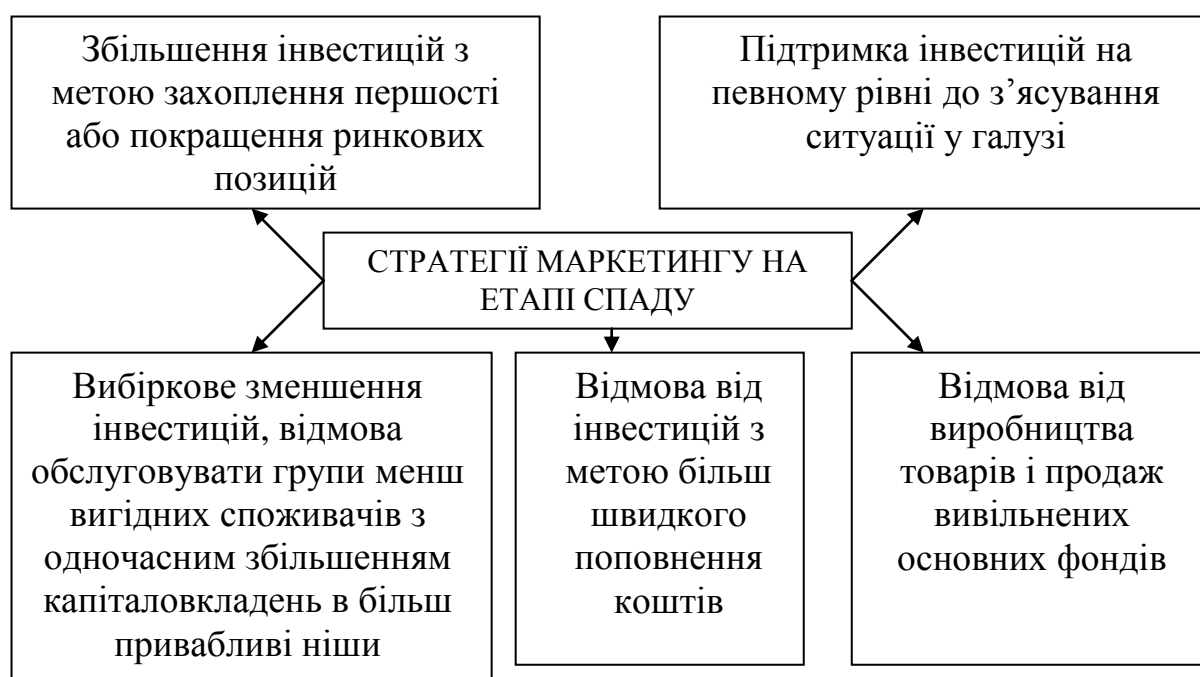 Збільшення інвестицій з
метою захоплення першості
або покращення ринкових
позицій
Підтримка інвестицій на
певному рівні до з’ясування
ситуації у галузі
СТРАТЕГІЇ МАРКЕТИНГУ НА
ЕТАПІ СПАДУ
Вибіркове зменшення
інвестицій, відмова
обслуговувати групи менш
вигідних споживачів з
одночасним збільшенням
капіталовкладень в більш
привабливі ніши
Відмова від
інвестицій з
метою більш
швидкого
поповнення
коштів
Відмова від
виробництва
товарів і продаж
вивільнених
основних фондів